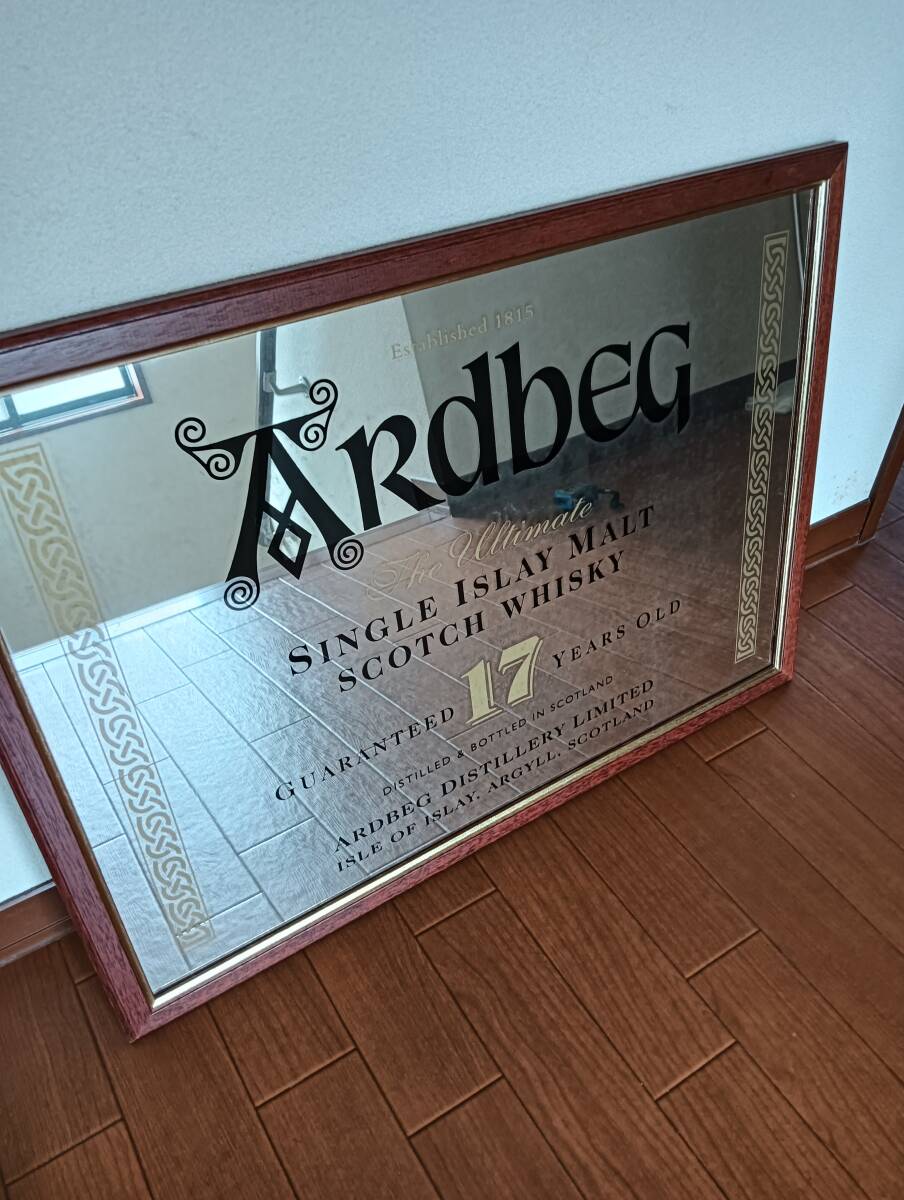 Established 1815
ARdbEG
The Ultimate
SINGLE ISLAY MALT
SCOTCH WHISKY
GUARANTEED 17 YEARS OLD
DISTILLED & BOTTLED IN SCOTLAND
ARDBEG DISTILLERY LIMITED
ISLE OF ISLAY, ARGYLL, SCOTLAND